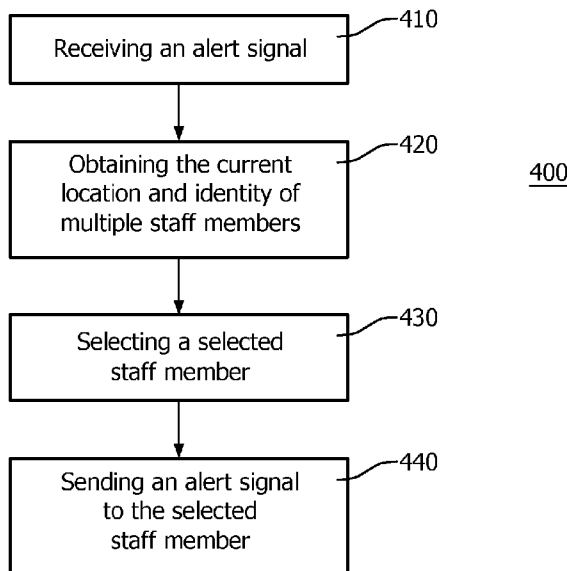 410
Receiving an alert signal
420
Obtaining the current
location and identity of
multiple staff members
400
430
Selecting a selected
staff member
440
Sending an alert signal
to the selected
staff member